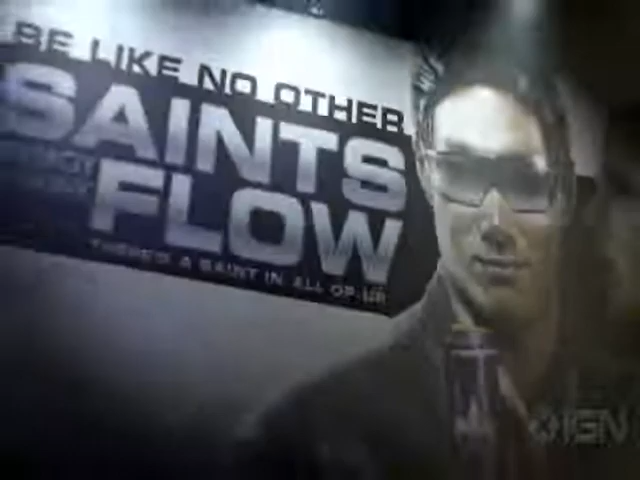 BE LIKE NO OTHER
SAINTS
FLOW
THERE'S A SAINT IN ALL OF US
IGN